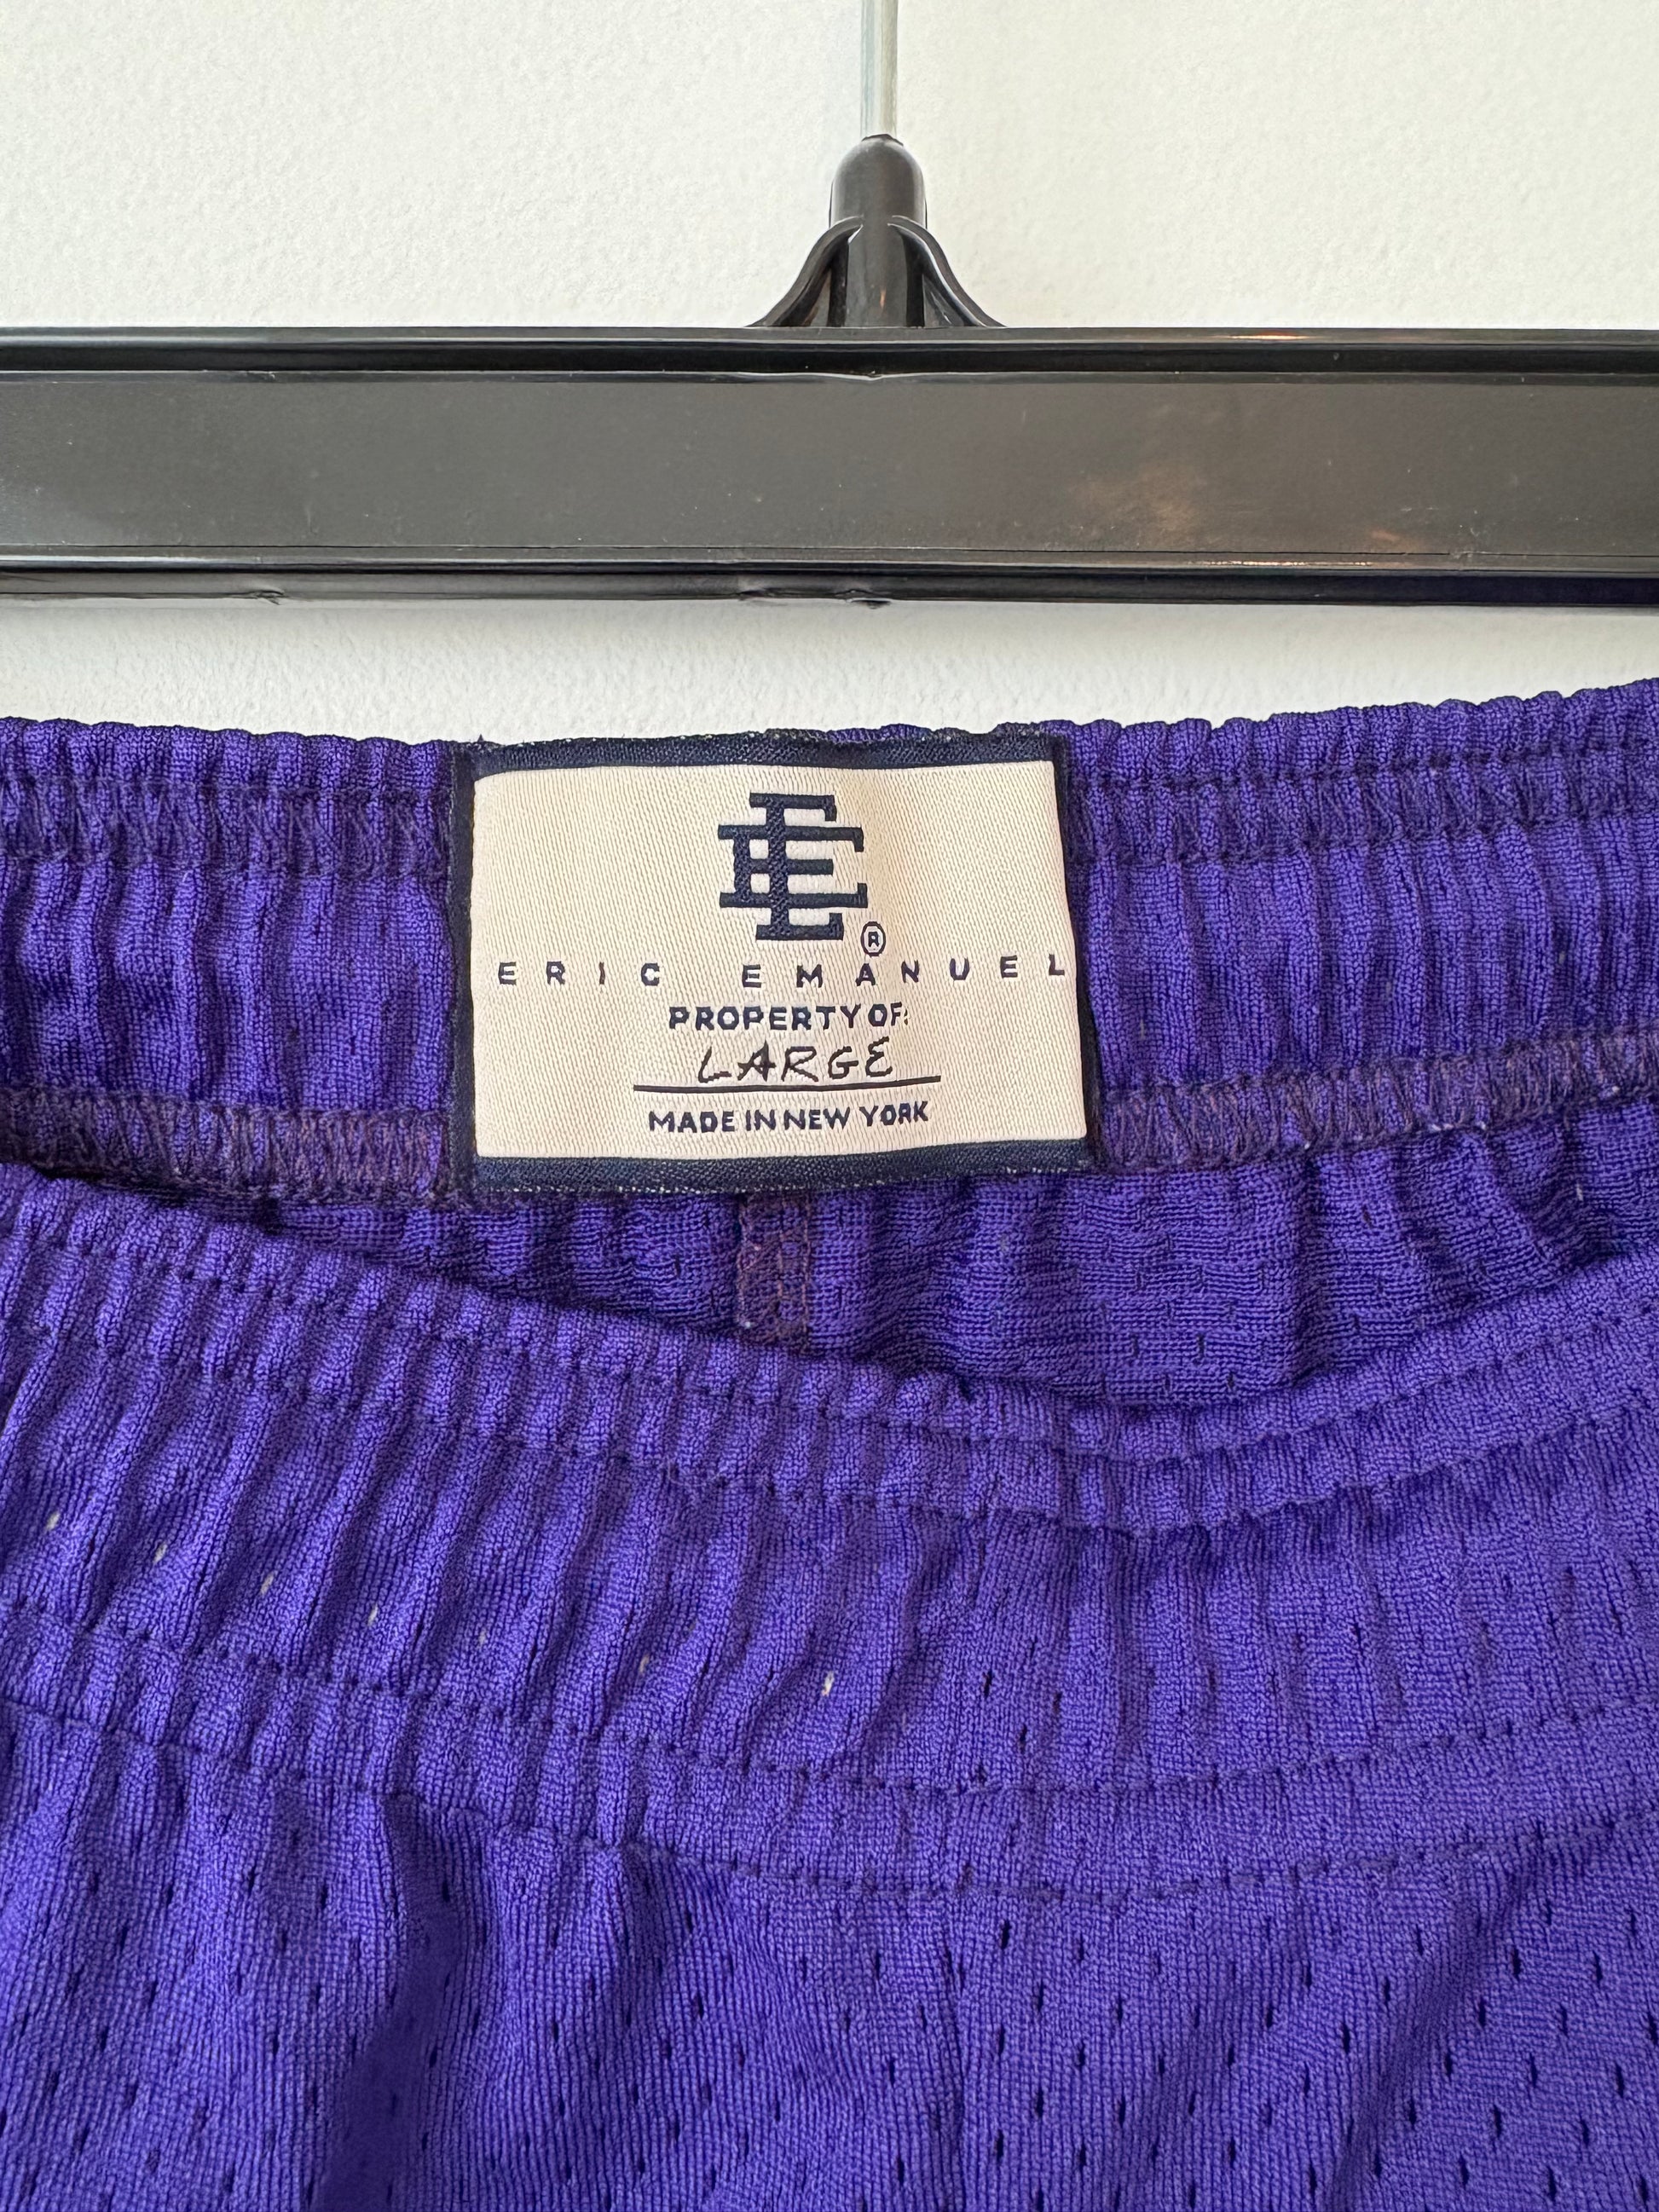 EE
®
ERIC EMANUEL
PROPERTY OF:
LARGE
MADE IN NEW YORK